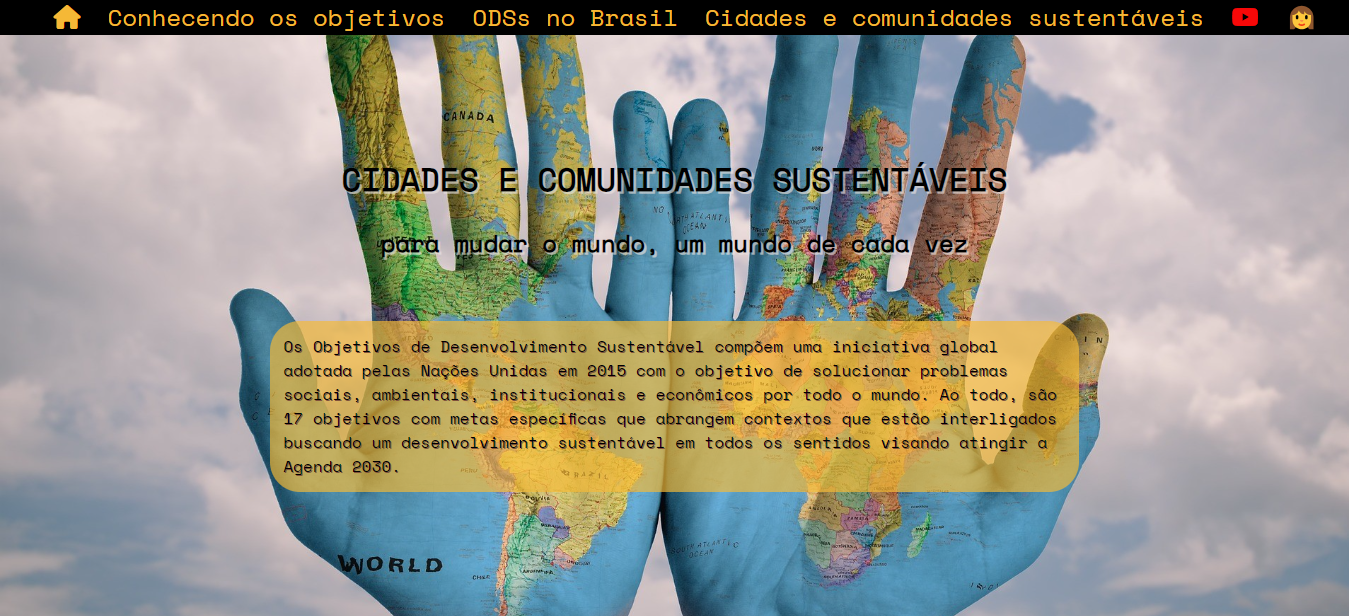 Conhecendo os objetivos ODSs no Brasil Cidades e comunidades sustentáveis
CANADA
CIDADES E COMUNIDADES SUSTENTÁVEIS
para mudar o mundo, um mundo de cada vez
Os Objetivos de Desenvolvimento Sustentável compõem uma iniciativa global
adotada pelas Nações Unidas em 2015 com o objetivo de solucionar problemas
sociais, ambientais, institucionais e econômicos por todo o mundo. Ao todo, são
17 objetivos com metas específicas que abrangem contextos que estão interligados
buscando um desenvolvimento sustentável em todos os sentidos visando atingir a
Agenda 2030.
BRAZIL
WORLD
CHILE